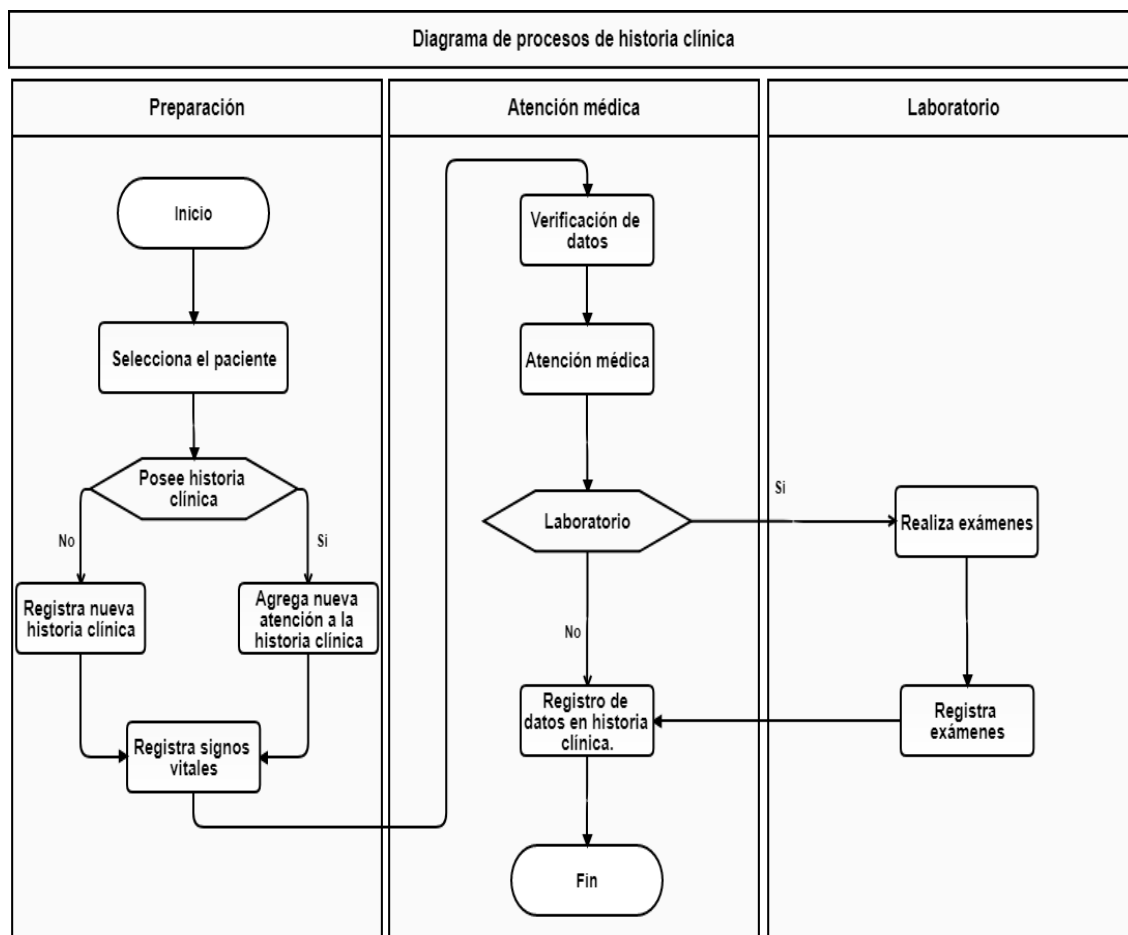 Diagrama de procesos de historia clínica
Preparación
Atención médica
Laboratorio
Inicio
Selecciona el paciente
Posee historia
clínica
No
Si
Registra nueva
historia clínica
Agrega nueva
atención a la
historia clínica
Registra signos
vitales
Verificación de
datos
Atención médica
Laboratorio
Si
No
Registro de
datos en historia
clínica.
Fin
Realiza exámenes
Registra
exámenes